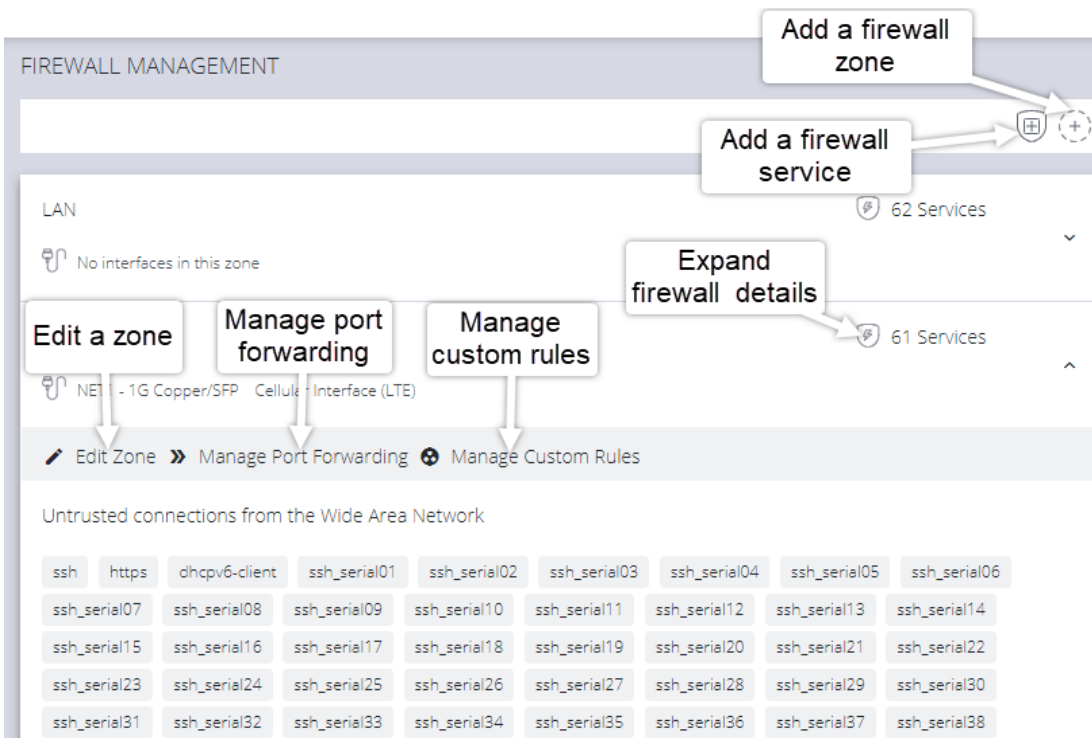 Add a firewall
zone
FIREWALL MANAGEMENT
Add a firewall
service
LAN
62 Services
No interfaces in this zone
Expand
firewall details
Edit a zone
Manage port
forwarding
Manage
custom rules
61 Services
NET1 - 1G Copper/SFP Cellular Interface (LTE)
Edit Zone Manage Port Forwarding Manage Custom Rules
Untrusted connections from the Wide Area Network
ssh https dhcpv6-client ssh_serial01 ssh_serial02 ssh_serial03 ssh_serial04 ssh_serial05 ssh_serial06
ssh_serial07 ssh_serial08 ssh_serial09 ssh_serial10 ssh_serial11 ssh_serial12 ssh_serial13 ssh_serial14
ssh_serial15 ssh_serial16 ssh_serial17 ssh_serial18 ssh_serial19 ssh_serial20 ssh_serial21 ssh_serial22
ssh_serial23 ssh_serial24 ssh_serial25 ssh_serial26 ssh_serial27 ssh_serial28 ssh_serial29 ssh_serial30
ssh_serial31 ssh_serial32 ssh_serial33 ssh_serial34 ssh_serial35 ssh_serial36 ssh_serial37 ssh_serial38